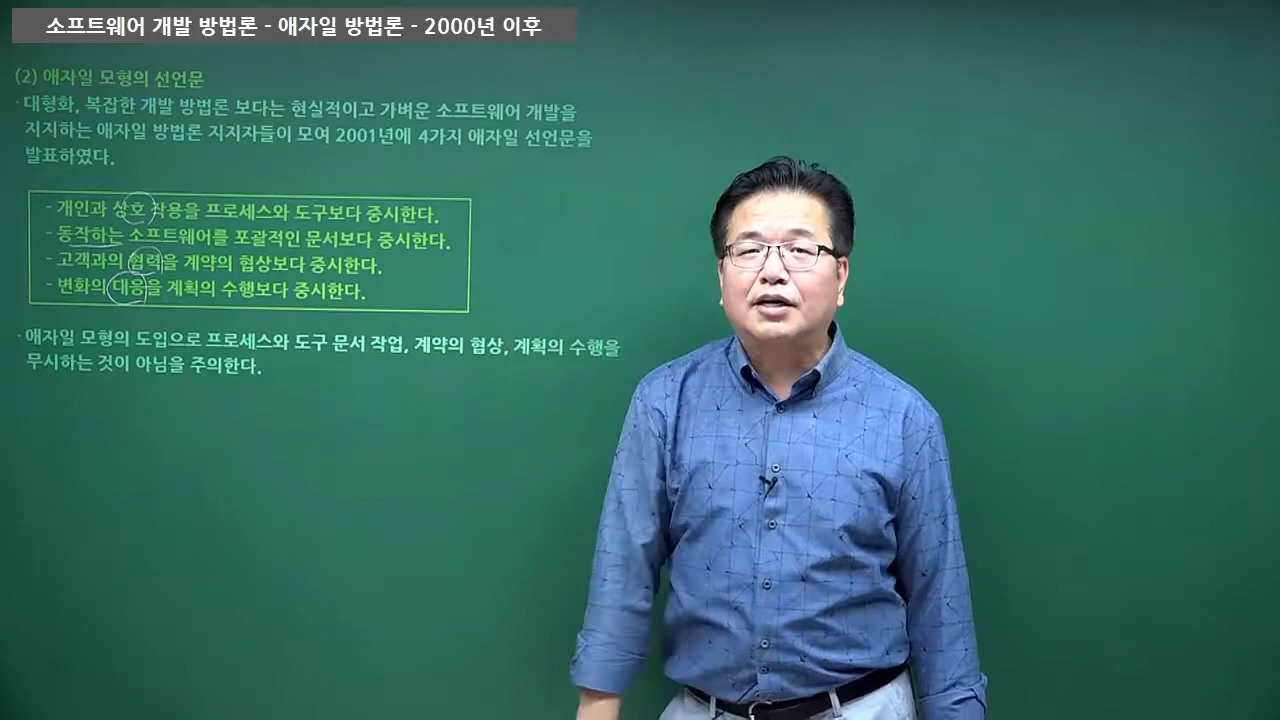 소프트웨어 개발 방법론 - 애자일 방법론 - 2000년 이후
(2) 애자일 모형의 선언문
· 대형화, 복잡한 개발 방법론 보다는 현실적이고 가벼운 소프트웨어 개발을
지지하는 애자일 방법론 지지자들이 모여 2001년에 4가지 애자일 선언문을
발표하였다.
- 개인과 상호 작용을 프로세스와 도구보다 중시한다.
- 동작하는 소프트웨어를 포괄적인 문서보다 중시한다.
- 고객과의 협력을 계약의 협상보다 중시한다.
- 변화의 대응을 계획의 수행보다 중시한다.
· 애자일 모형의 도입으로 프로세스와 도구 문서 작업, 계약의 협상, 계획의 수행을
무시하는 것이 아님을 주의한다.